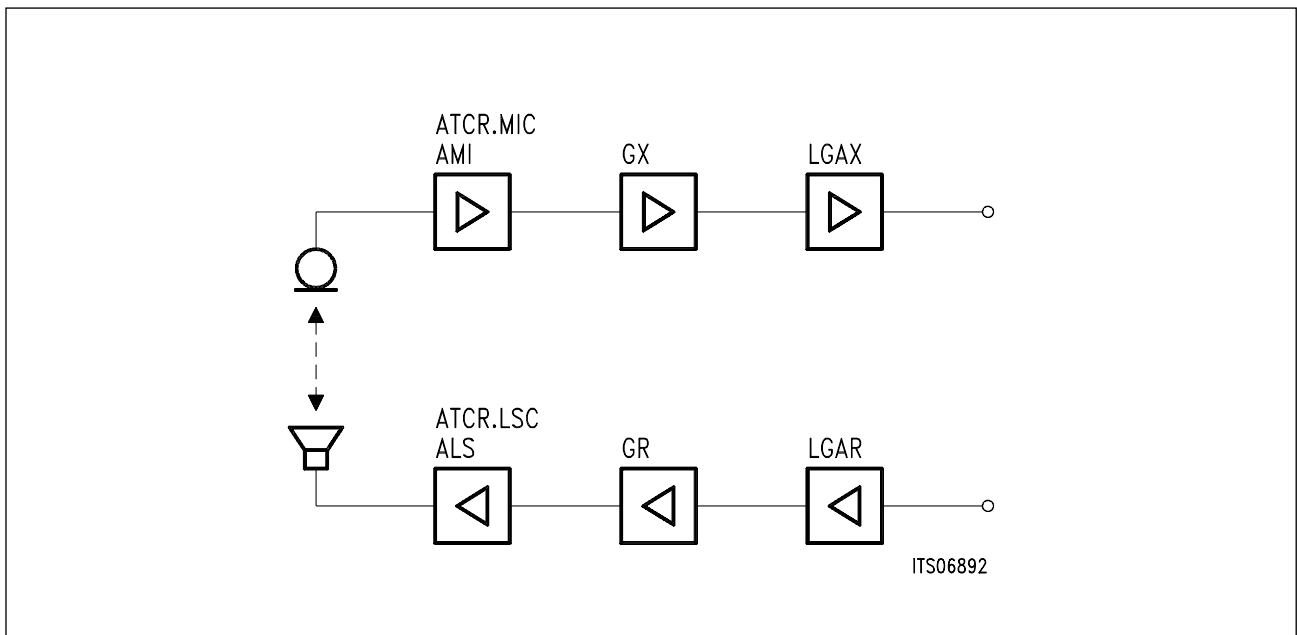 ATCR.MIC
AMI
GX
LGAX
ATCR.LSC
ALS
GR
LGAR
ITS06892